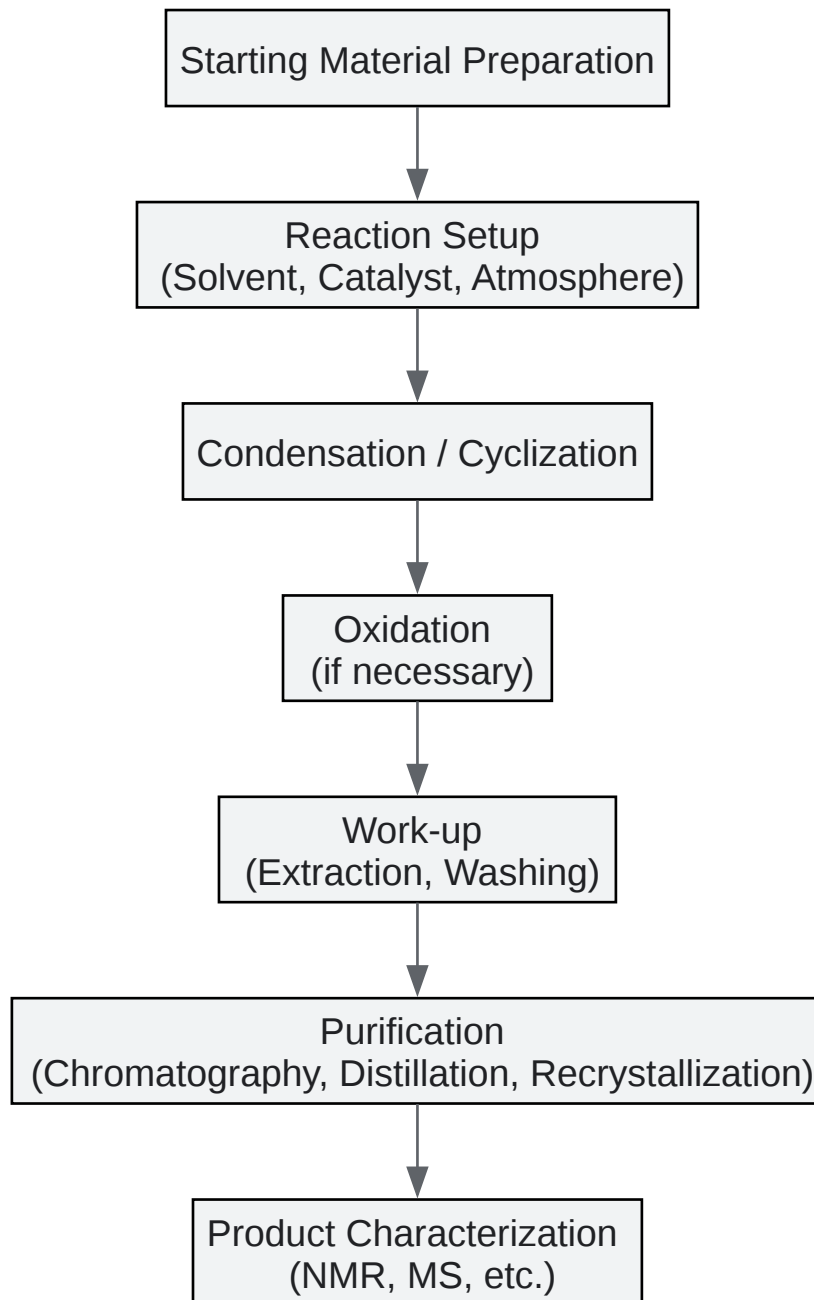 Starting Material Preparation
Reaction Setup
(Solvent, Catalyst, Atmosphere)
Condensation / Cyclization
Oxidation
(if necessary)
Work-up
(Extraction, Washing)
Purification
(Chromatography, Distillation, Recrystallization)
Product Characterization
(NMR, MS, etc.)